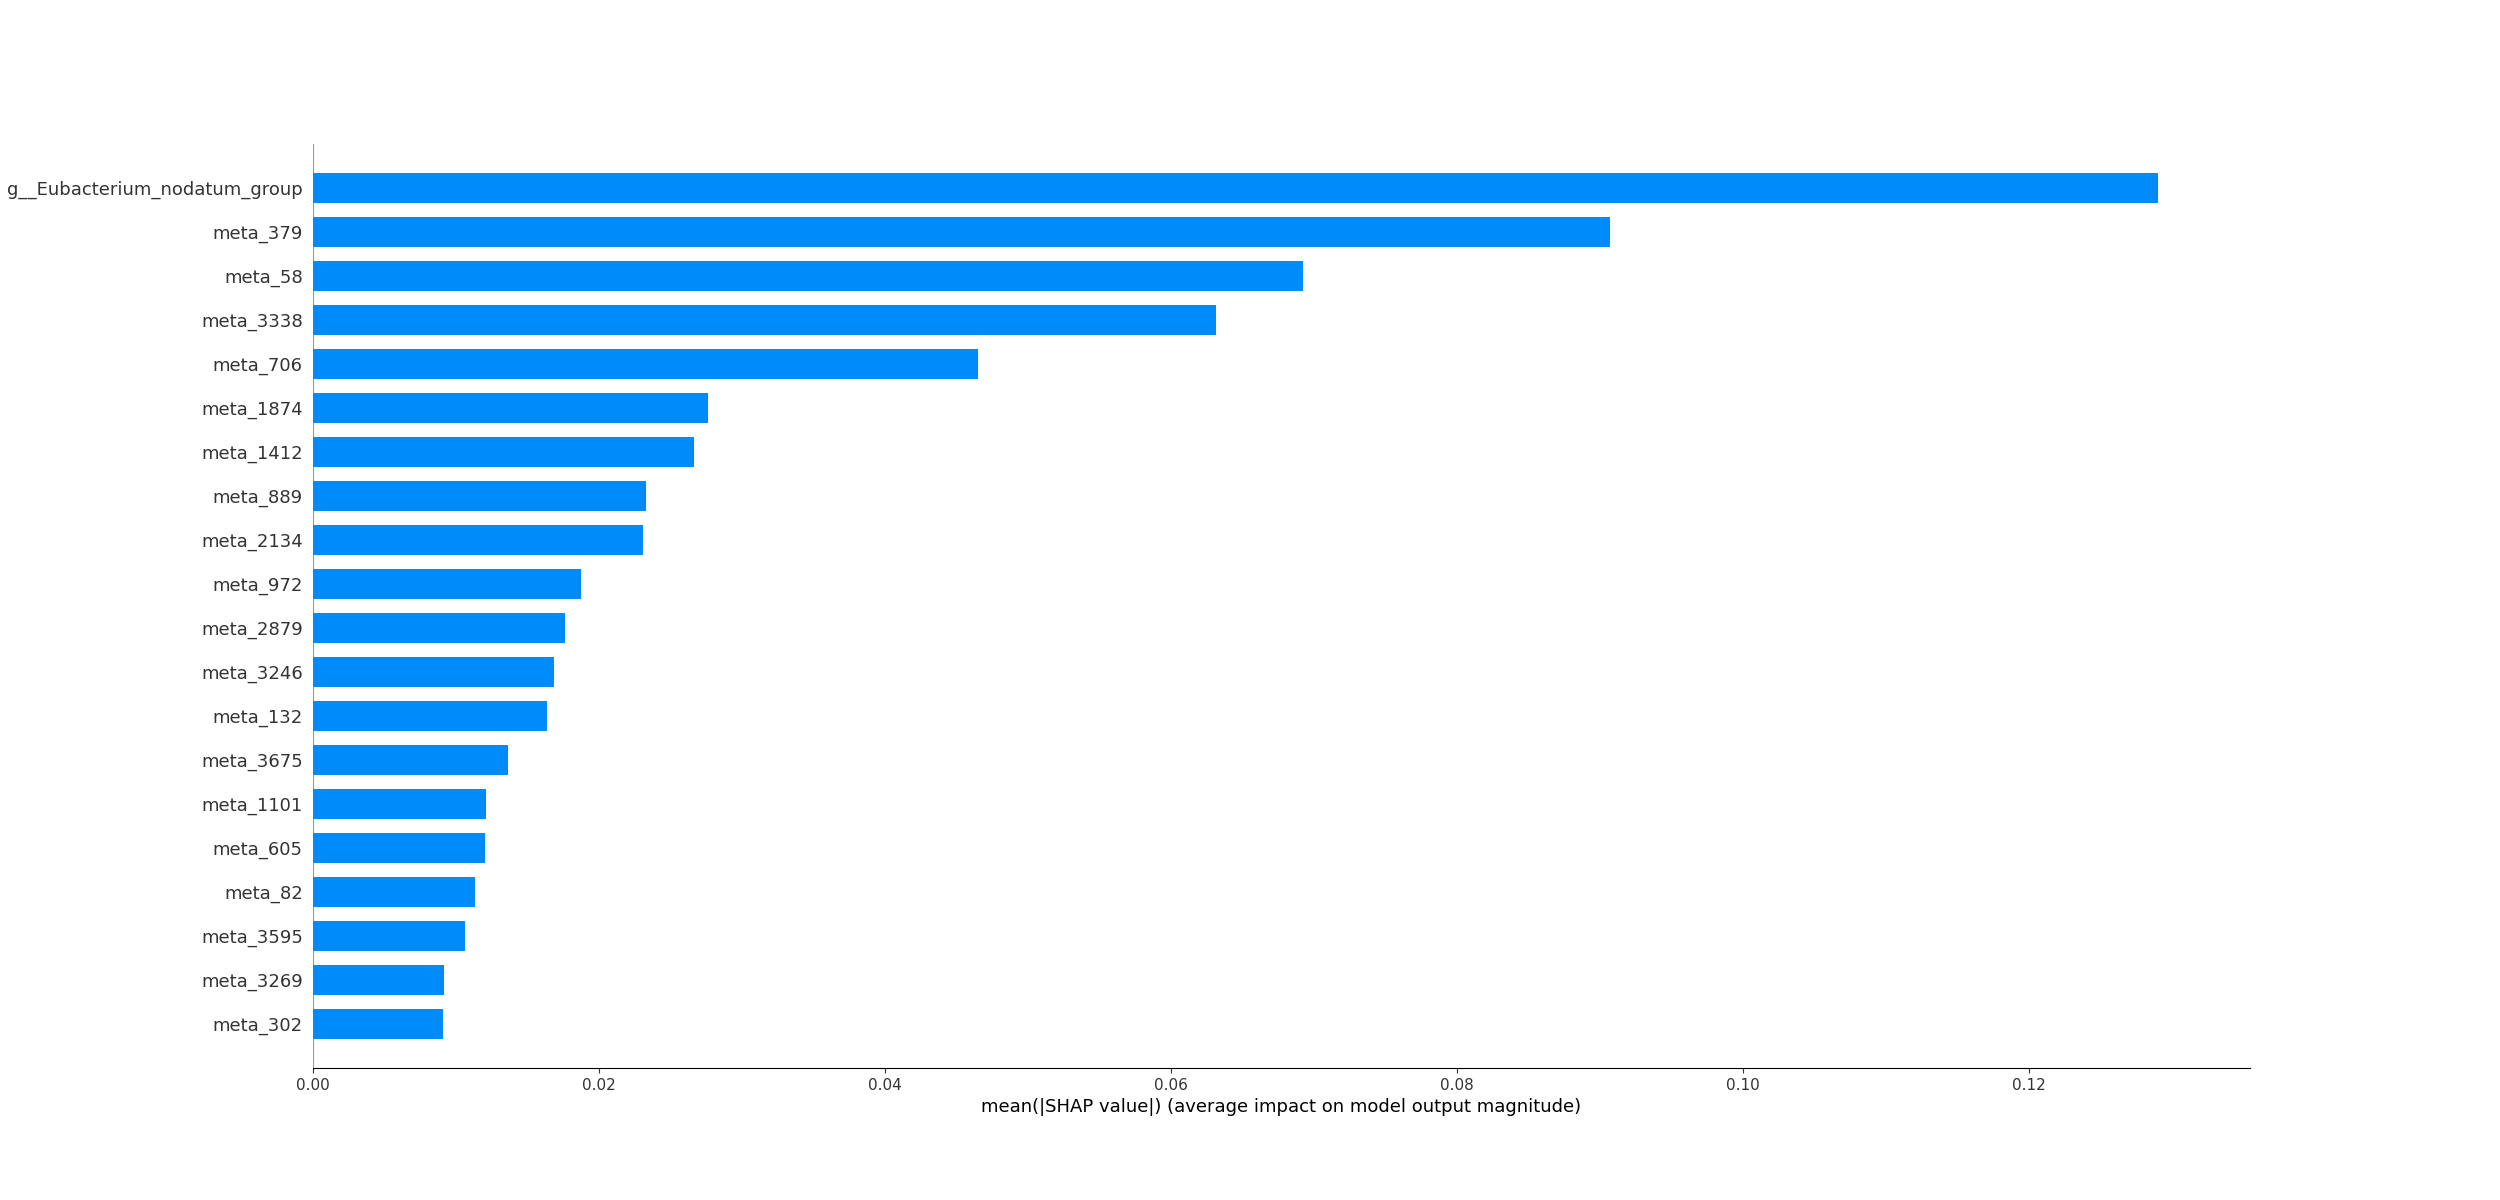 g__Eubacterium_nodatum_group
meta_379
meta_58
meta_3338
meta_706
meta_1874
meta_1412
meta_889
meta_2134
meta_972
meta_2879
meta_3246
meta_132
meta_3675
meta_1101
meta_605
meta_82
meta_3595
meta_3269
meta_302
0.00 0.02 0.04 0.06 0.08 0.10 0.12
mean(|SHAP value|) (average impact on model output magnitude)